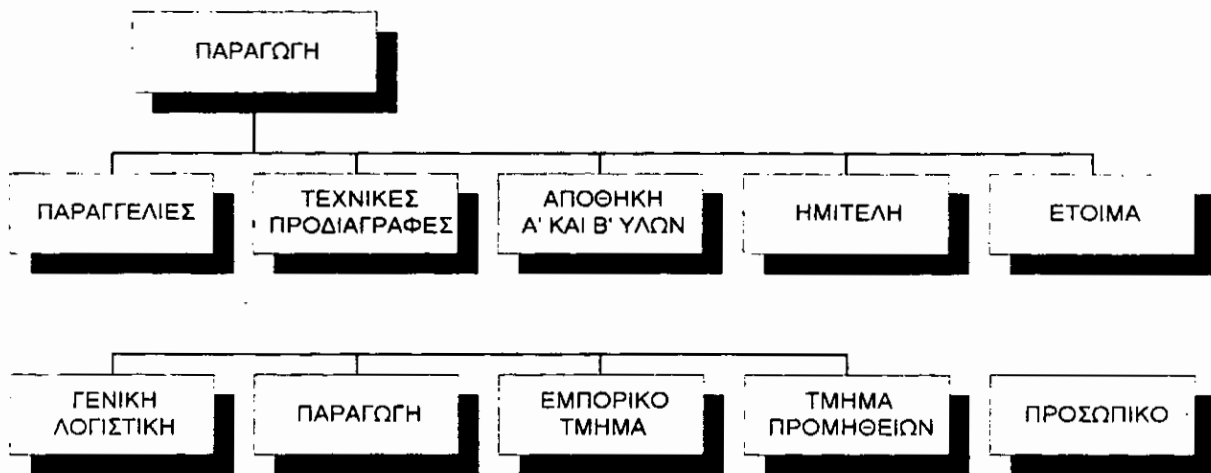 ΠΑΡΑΓΩΓΗ
ΠΑΡΑΓΓΕΛΙΕΣ
ΤΕΧΝΙΚΕΣ
ΠΡΟΔΙΑΓΡΑΦΕΣ
ΑΠΟΘΗΚΗ
Α' ΚΑΙ Β' ΥΛΩΝ
ΗΜΙΤΕΛΗ
ΕΤΟΙΜΑ
ΓΕΝΙΚΗ
ΛΟΓΙΣΤΙΚΗ
ΠΑΡΑΓΩΓΗ
ΕΜΠΟΡΙΚΟ
ΤΜΗΜΑ
ΤΜΗΜΑ
ΠΡΟΜΗΘΕΙΩΝ
ΠΡΟΣΩΠΙΚΟ